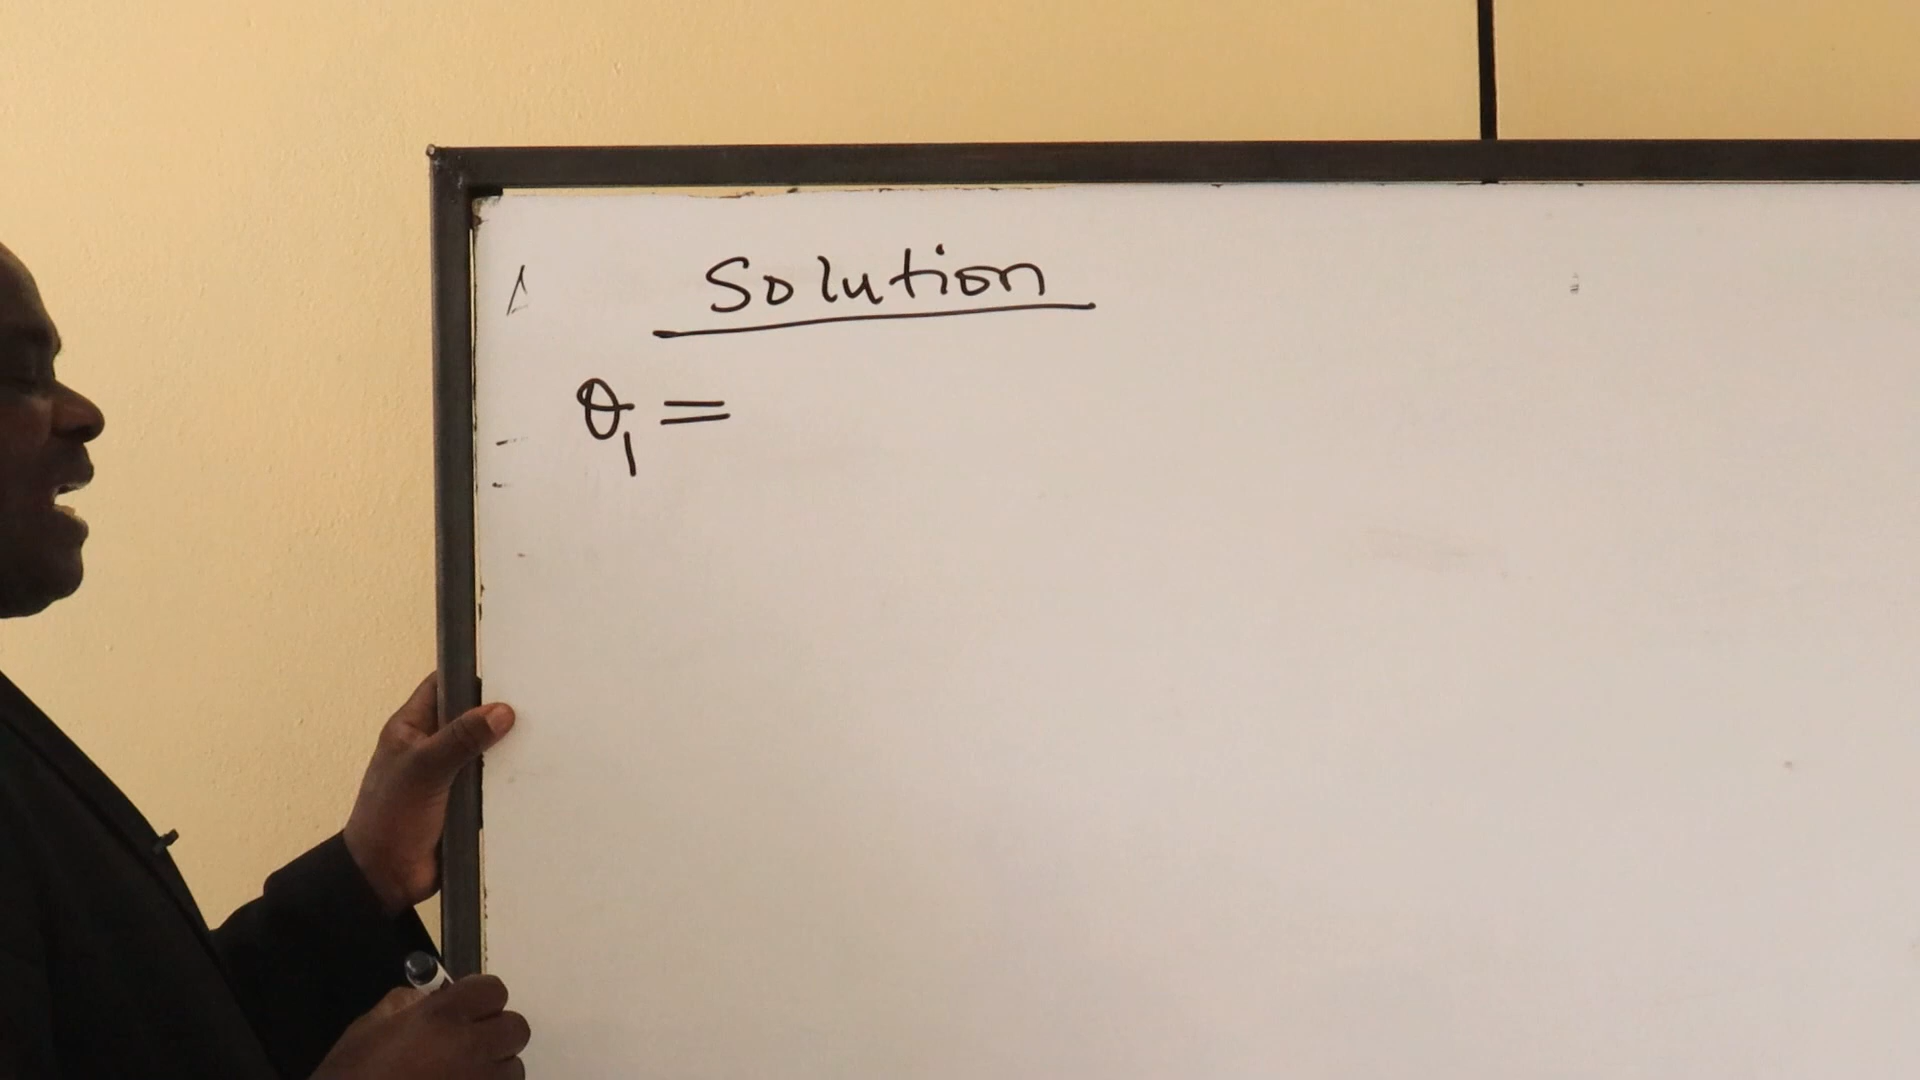 Solution
θ₁ =